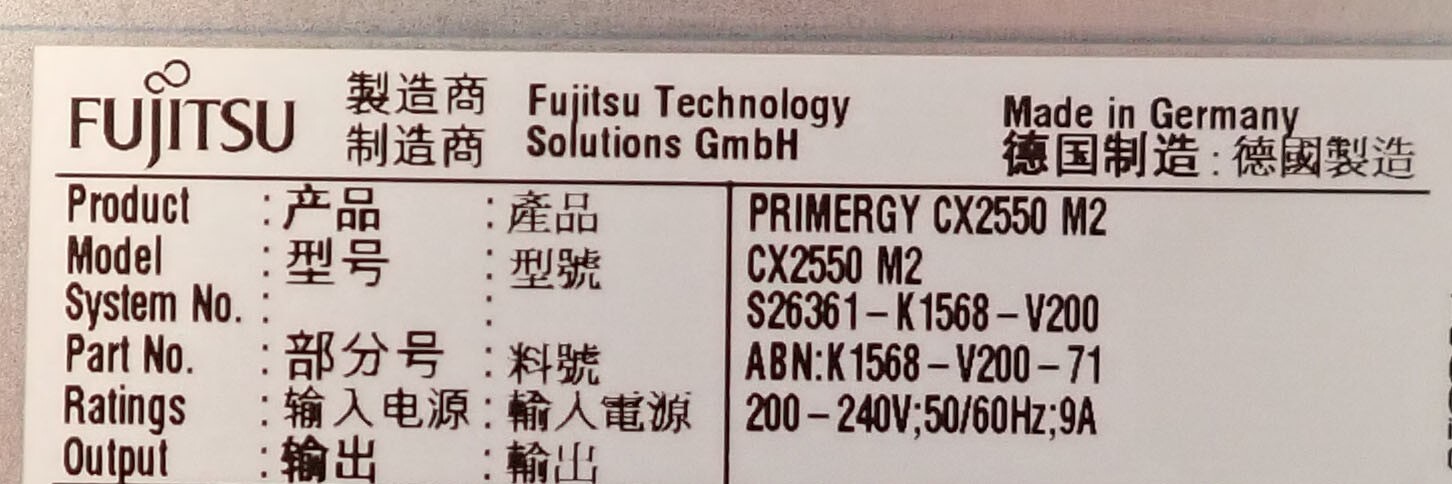 FUJITSU 製造商 Fujitsu Technology Made in Germany
制造商 Solutions GmbH 德国制造 : 德國製造
Product : 产品 : 產品 PRIMERGY CX2550 M2
Model : 型号 : 型號 CX2550 M2
System No. : : S26361-K1568-V200
Part No. : 部分号 : 料號 ABN:K1568-V200-71
Ratings : 输入电源 : 輸入電源 200-240V;50/60Hz;9A
Output : 输出 : 輸出